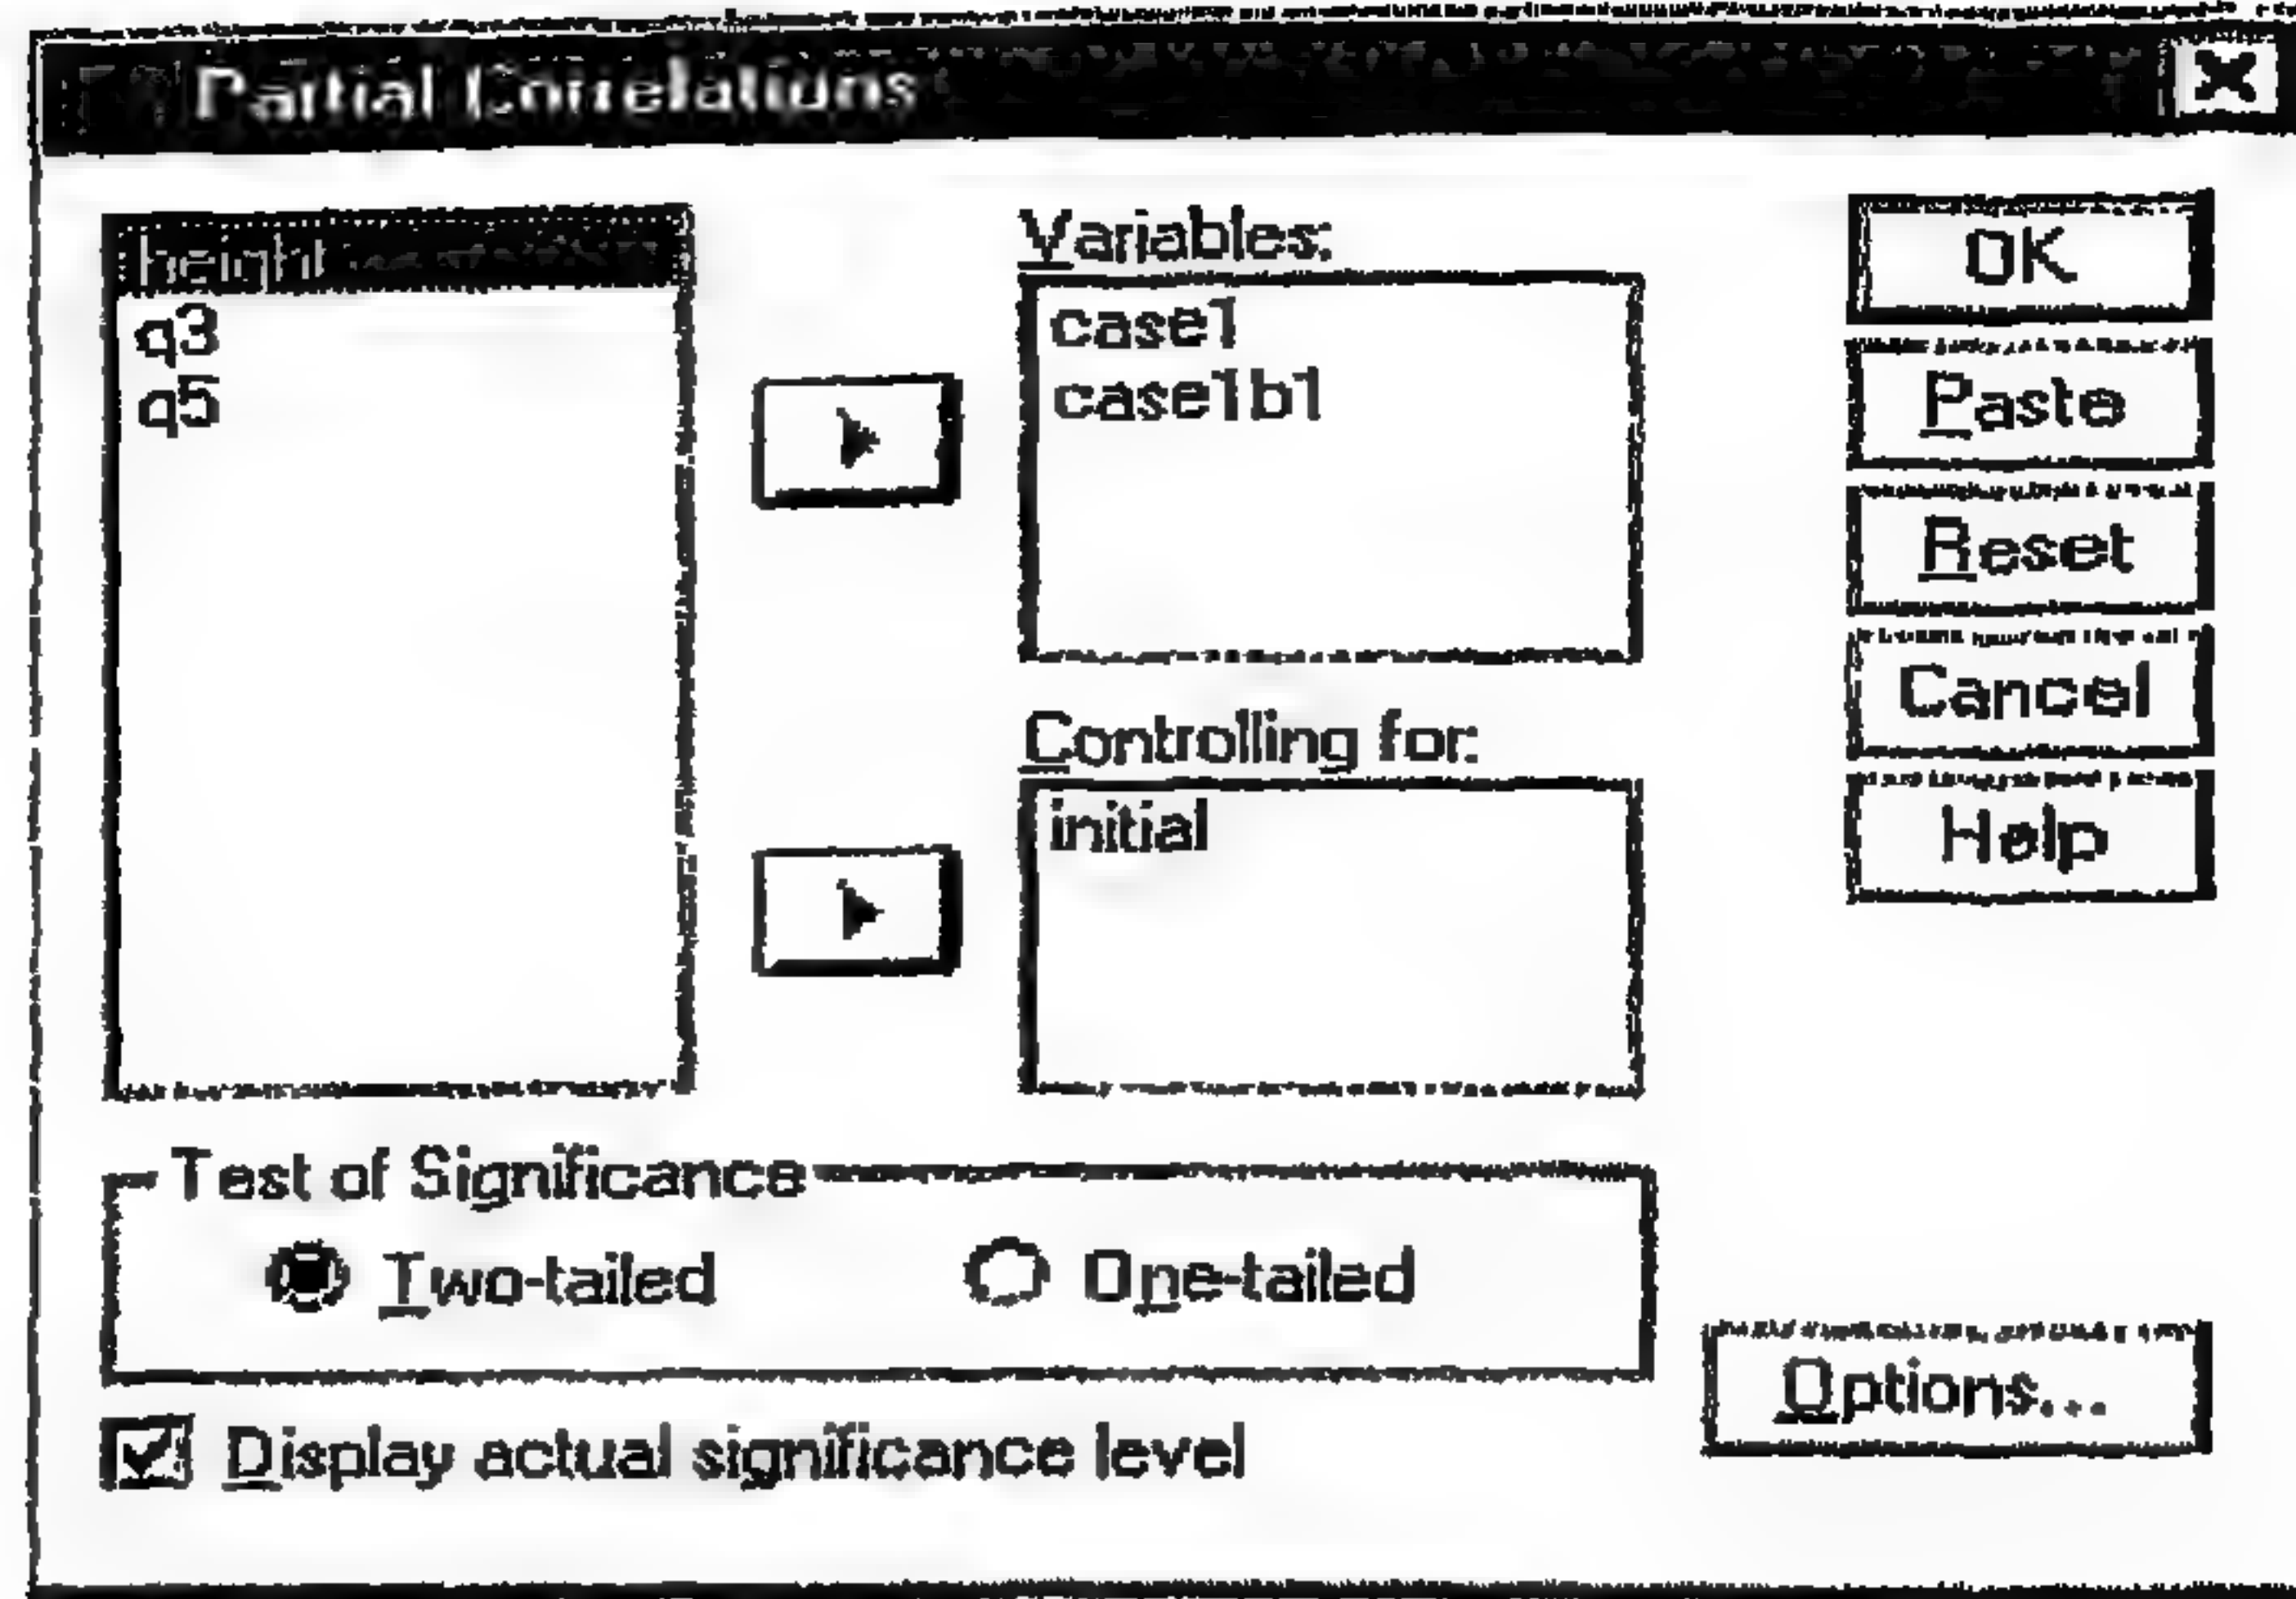 Partial Correlations
height
q3
q5
Variables:
case1
case1b1
Controlling for:
initial
OK
Paste
Reset
Cancel
Help
Test of Significance
Two-tailed
One-tailed
Display actual significance level
Options...